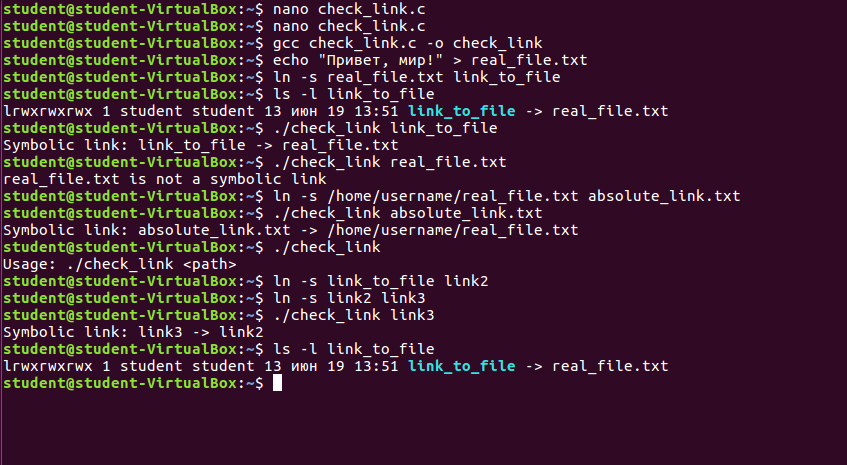 student@student-VirtualBox:~$ nano check_link.c
student@student-VirtualBox:~$ nano check_link.c
student@student-VirtualBox:~$ gcc check_link.c -o check_link
student@student-VirtualBox:~$ echo "Привет, мир!" > real_file.txt
student@student-VirtualBox:~$ ln -s real_file.txt link_to_file
student@student-VirtualBox:~$ ls -l link_to_file
lrwxrwxrwx 1 student student 13 июн 19 13:51 link_to_file -> real_file.txt
student@student-VirtualBox:~$ ./check_link link_to_file
Symbolic link: link_to_file -> real_file.txt
student@student-VirtualBox:~$ ./check_link real_file.txt
real_file.txt is not a symbolic link
student@student-VirtualBox:~$ ln -s /home/username/real_file.txt absolute_link.txt
student@student-VirtualBox:~$ ./check_link absolute_link.txt
Symbolic link: absolute_link.txt -> /home/username/real_file.txt
student@student-VirtualBox:~$ ./check_link
Usage: ./check_link <path>
student@student-VirtualBox:~$ ln -s link_to_file link2
student@student-VirtualBox:~$ ln -s link2 link3
student@student-VirtualBox:~$ ./check_link link3
Symbolic link: link3 -> link2
student@student-VirtualBox:~$ ls -l link_to_file
lrwxrwxrwx 1 student student 13 июн 19 13:51 link_to_file -> real_file.txt
student@student-VirtualBox:~$